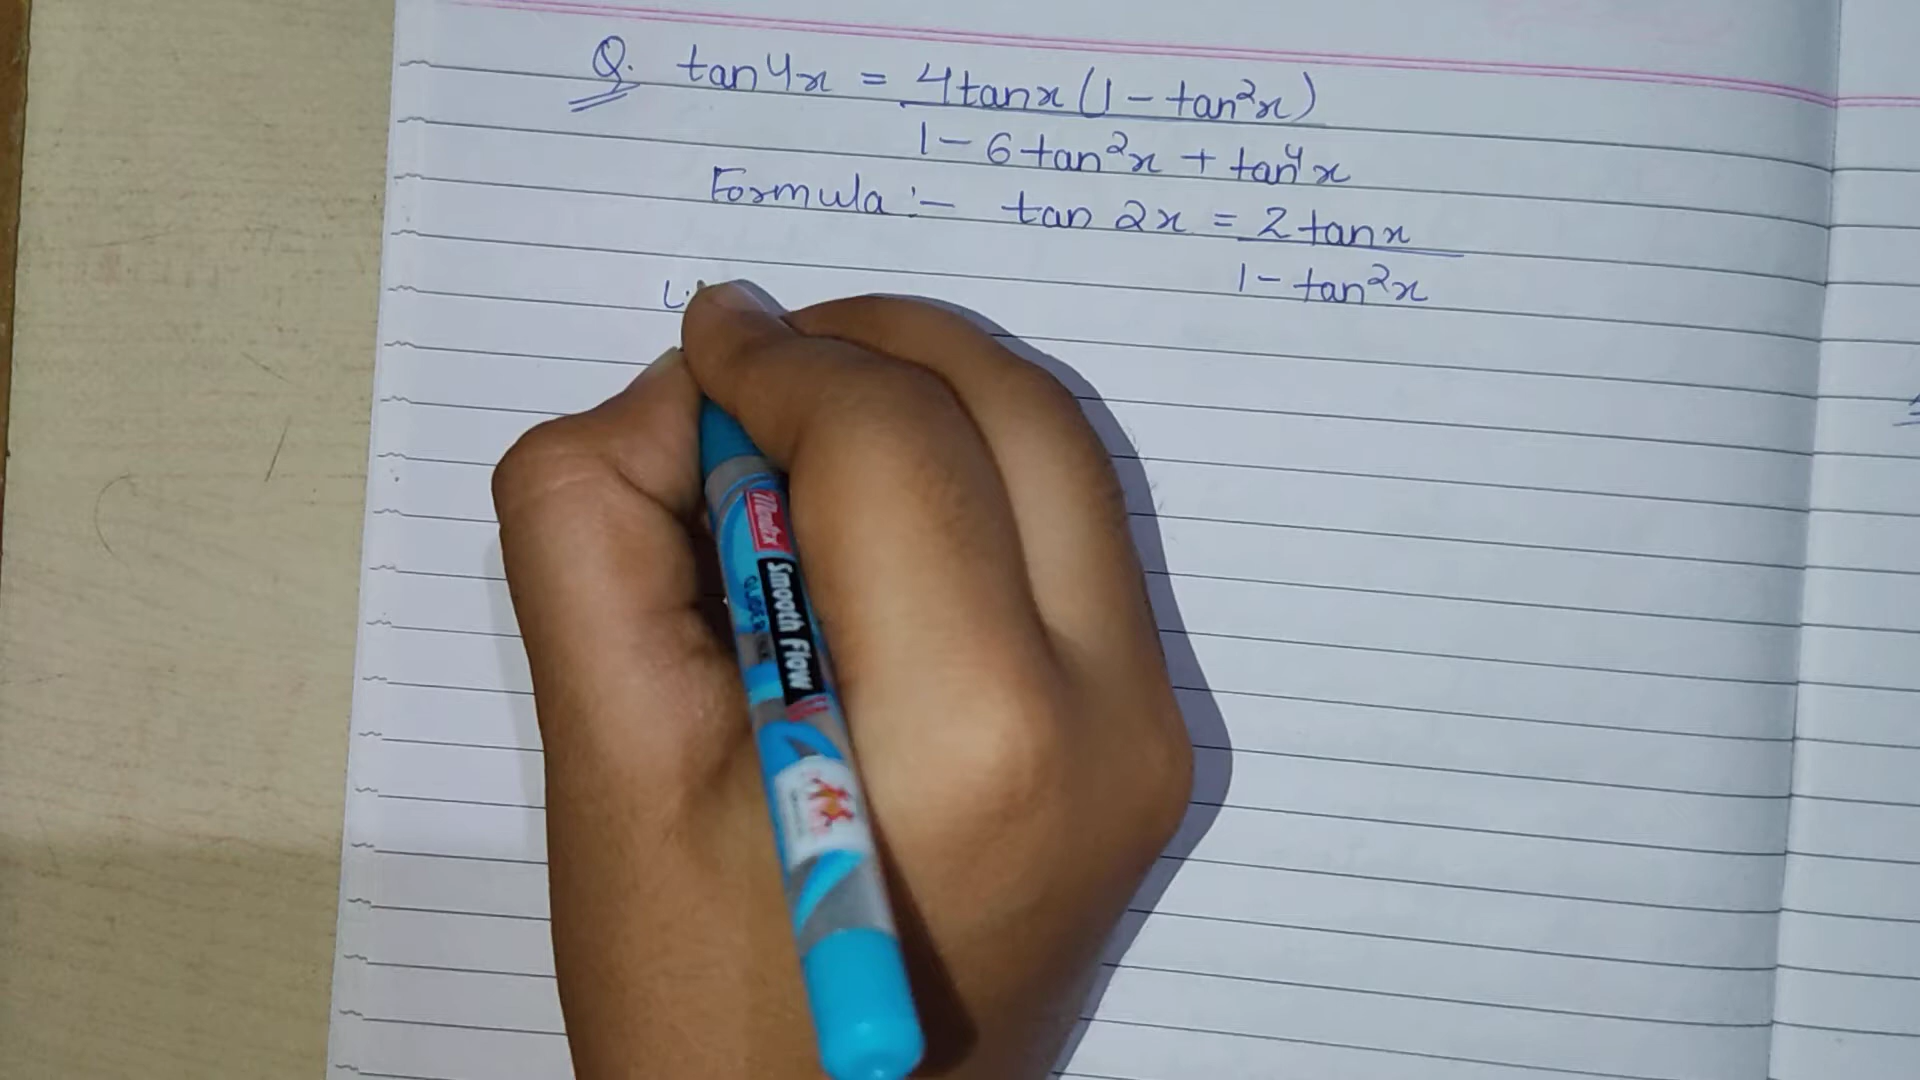 Q. tan4x = 4tanx(1 - tan²x)
1 - 6tan²x + tan⁴x
Formula :- tan 2x = 2tanx
1 - tan²x
L.
Smooth Flow